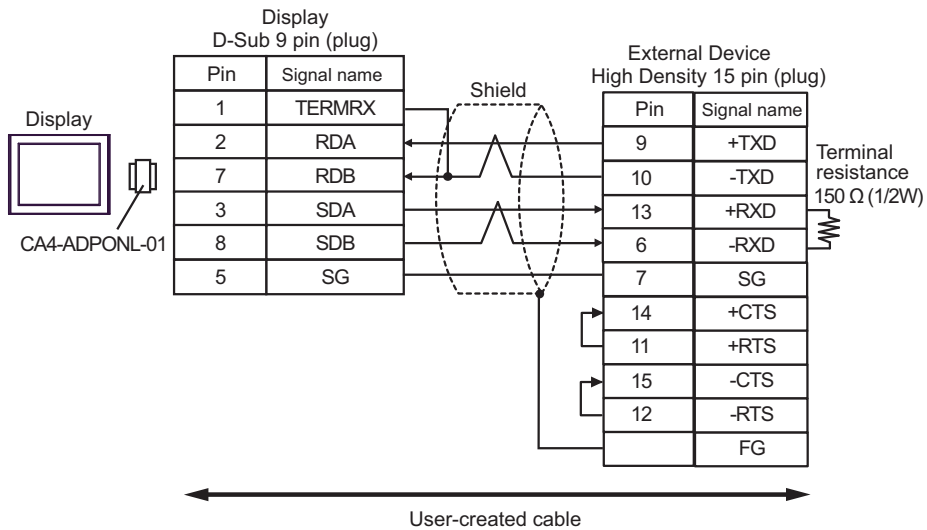 Display
D-Sub 9 pin (plug)
Pin Signal name
1 TERMRX
2 RDA
7 RDB
3 SDA
8 SDB
5 SG
Display
CA4-ADPONL-01
Shield
External Device
High Density 15 pin (plug)
Pin Signal name
9 +TXD
10 -TXD
13 +RXD
6 -RXD
7 SG
14 +CTS
11 +RTS
15 -CTS
12 -RTS
FG
Terminal
resistance
150 Ω (1/2W)
User-created cable